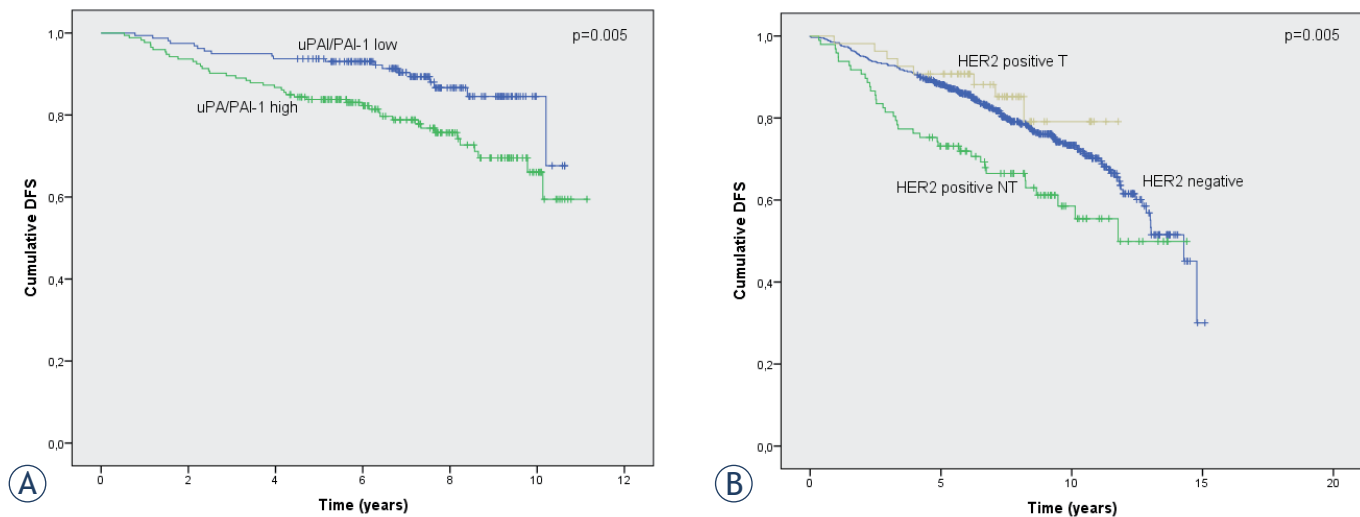 p=0.005
uPAI/PAI-1 low
uPA/PAI-1 high
1,0
0,8
0,6
0,4
0,2
0,0
Cumulative DFS
0 2 4 6 8 10 12
Time (years)
A
p=0.005
HER2 positive T
HER2 positive NT
HER2 negative
1,0
0,8
0,6
0,4
0,2
0,0
Cumulative DFS
0 5 10 15 20
Time (years)
B